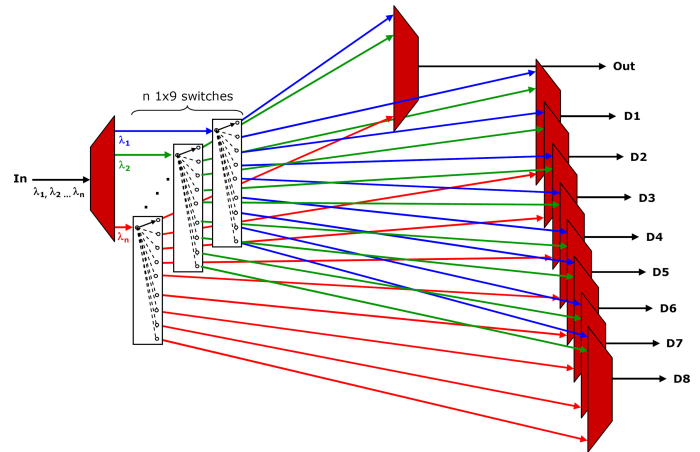 Out
n 1x9 switches
D1
λ1
D2
λ2
In
λ1, λ2 ... λn
D3
λn
D4
D5
D6
D7
D8